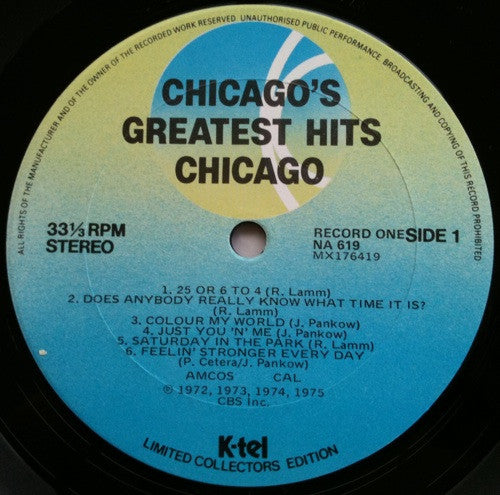 ALL RIGHTS OF THE MANUFACTURER AND OF THE OWNER OF THE RECORDED WORK RESERVED UNAUTHORISED PUBLIC PERFORMANCE BROADCASTING AND COPYING OF THIS RECORD PROHIBITED
CHICAGO'S
GREATEST HITS
CHICAGO
33⅓ RPM
STEREO
RECORD ONE SIDE 1
NA 619
MX176419
1. 25 OR 6 TO 4 (R. Lamm)
2. DOES ANYBODY REALLY KNOW WHAT TIME IT IS?
(R. Lamm)
3. COLOUR MY WORLD (J. Pankow)
4. JUST YOU 'N' ME (J. Pankow)
5. SATURDAY IN THE PARK (R. Lamm)
6. FEELIN' STRONGER EVERY DAY
(P. Cetera/J. Pankow)
AMCOS CAL
℗ 1972, 1973, 1974, 1975
CBS Inc.
K-tel
LIMITED COLLECTORS EDITION